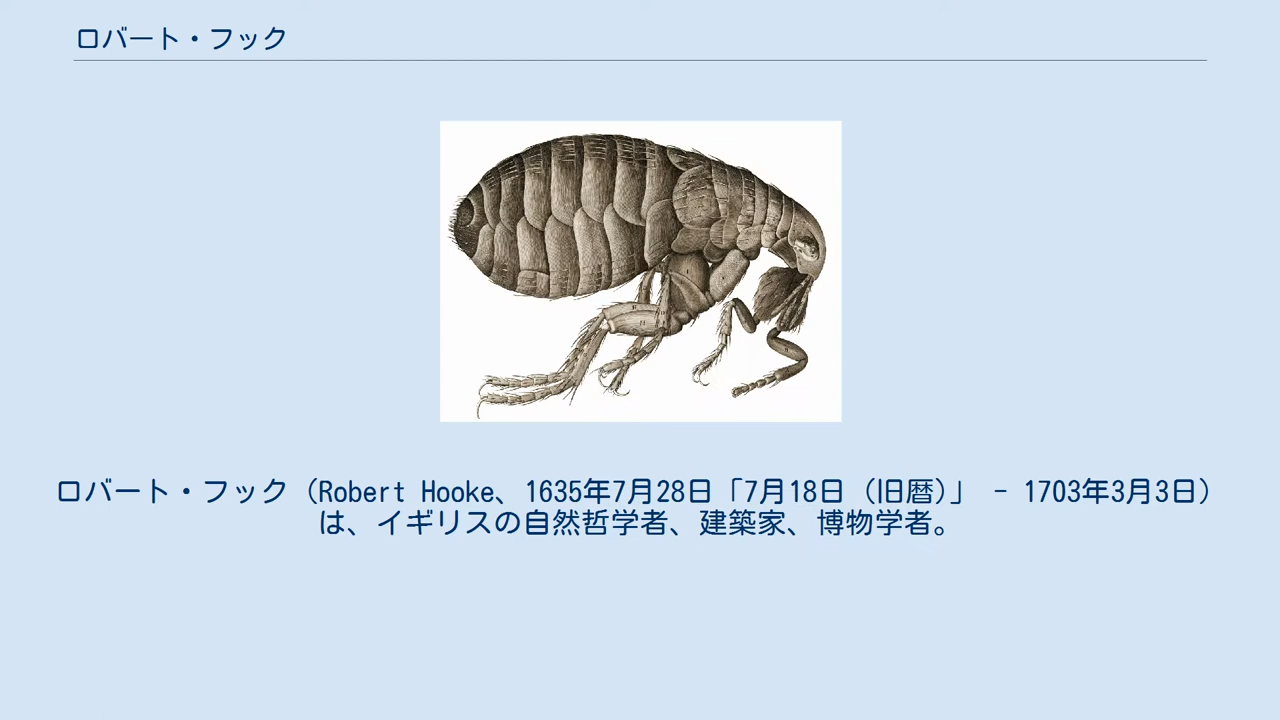 ロバート・フック
ロバート・フック（Robert Hooke、1635年7月28日「7月18日（旧暦）」 - 1703年3月3日）
は、イギリスの自然哲学者、建築家、博物学者。